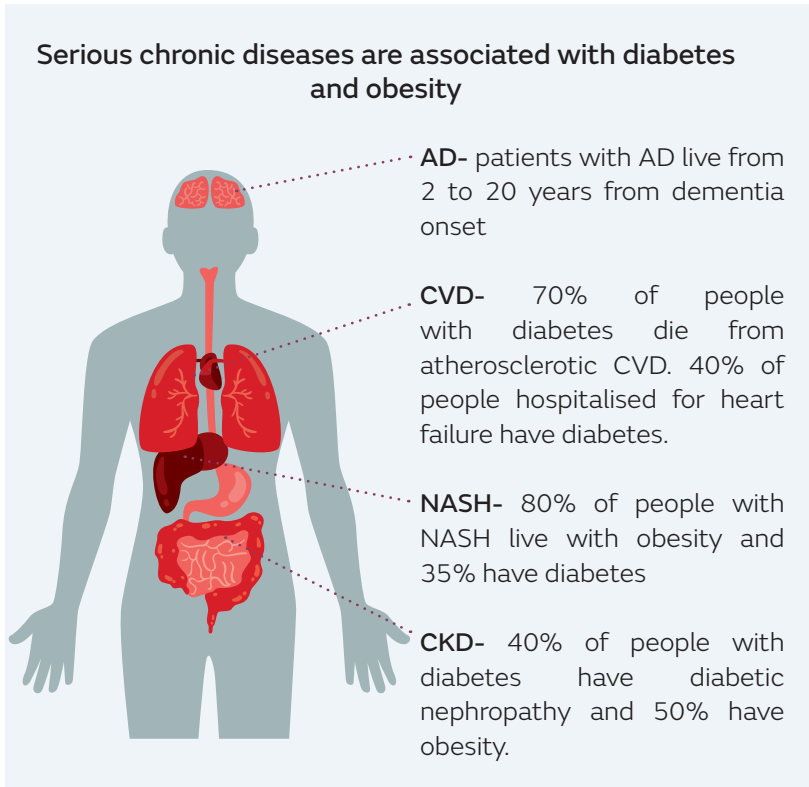 Serious chronic diseases are associated with diabetes
and obesity
AD- patients with AD live from
2 to 20 years from dementia
onset
CVD- 70% of people
with diabetes die from
atherosclerotic CVD. 40% of
people hospitalised for heart
failure have diabetes.
NASH- 80% of people with
NASH live with obesity and
35% have diabetes
CKD- 40% of people with
diabetes have diabetic
nephropathy and 50% have
obesity.